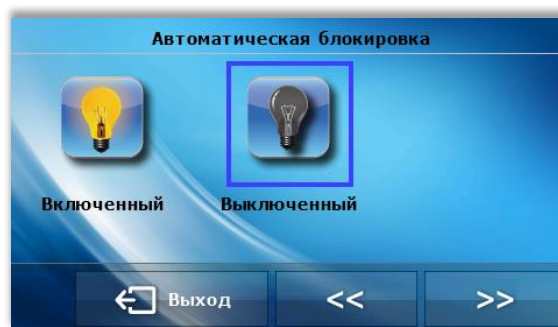 Автоматическая блокировка
Включенный Выключенный
Выход << >>